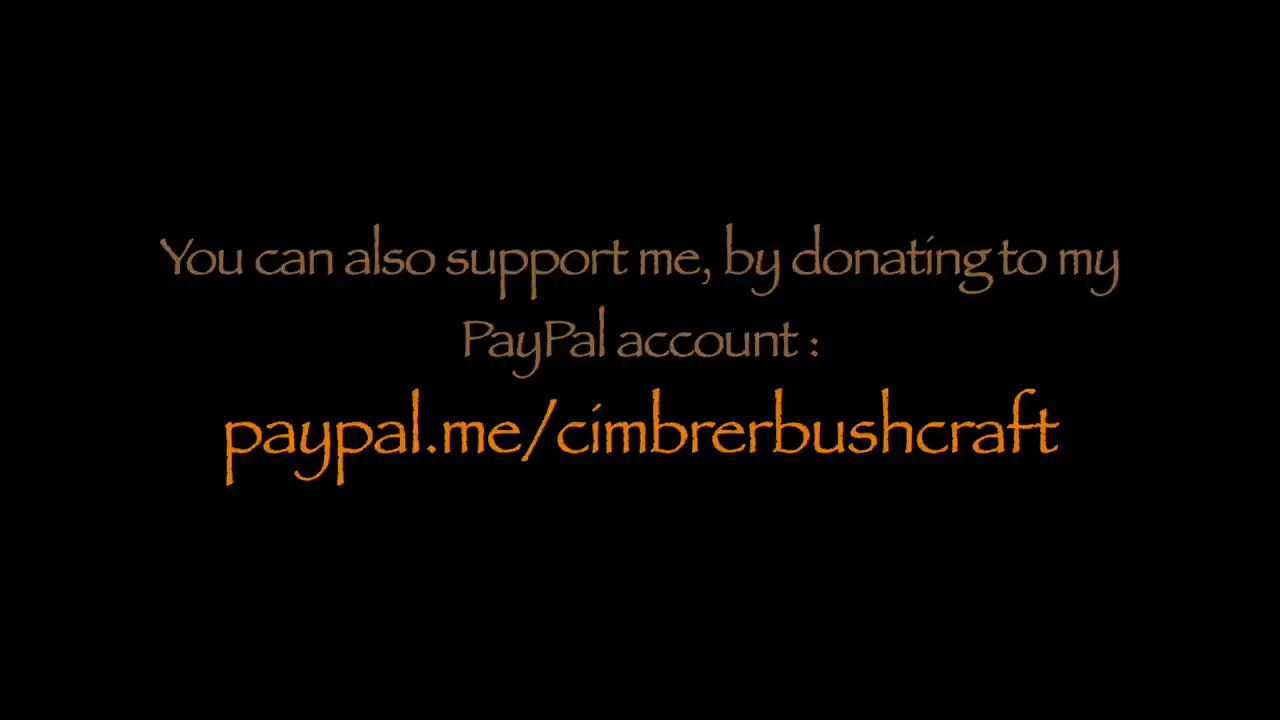 You can also support me, by donating to my
PayPal account :
paypal.me/cimbrerbushcraft